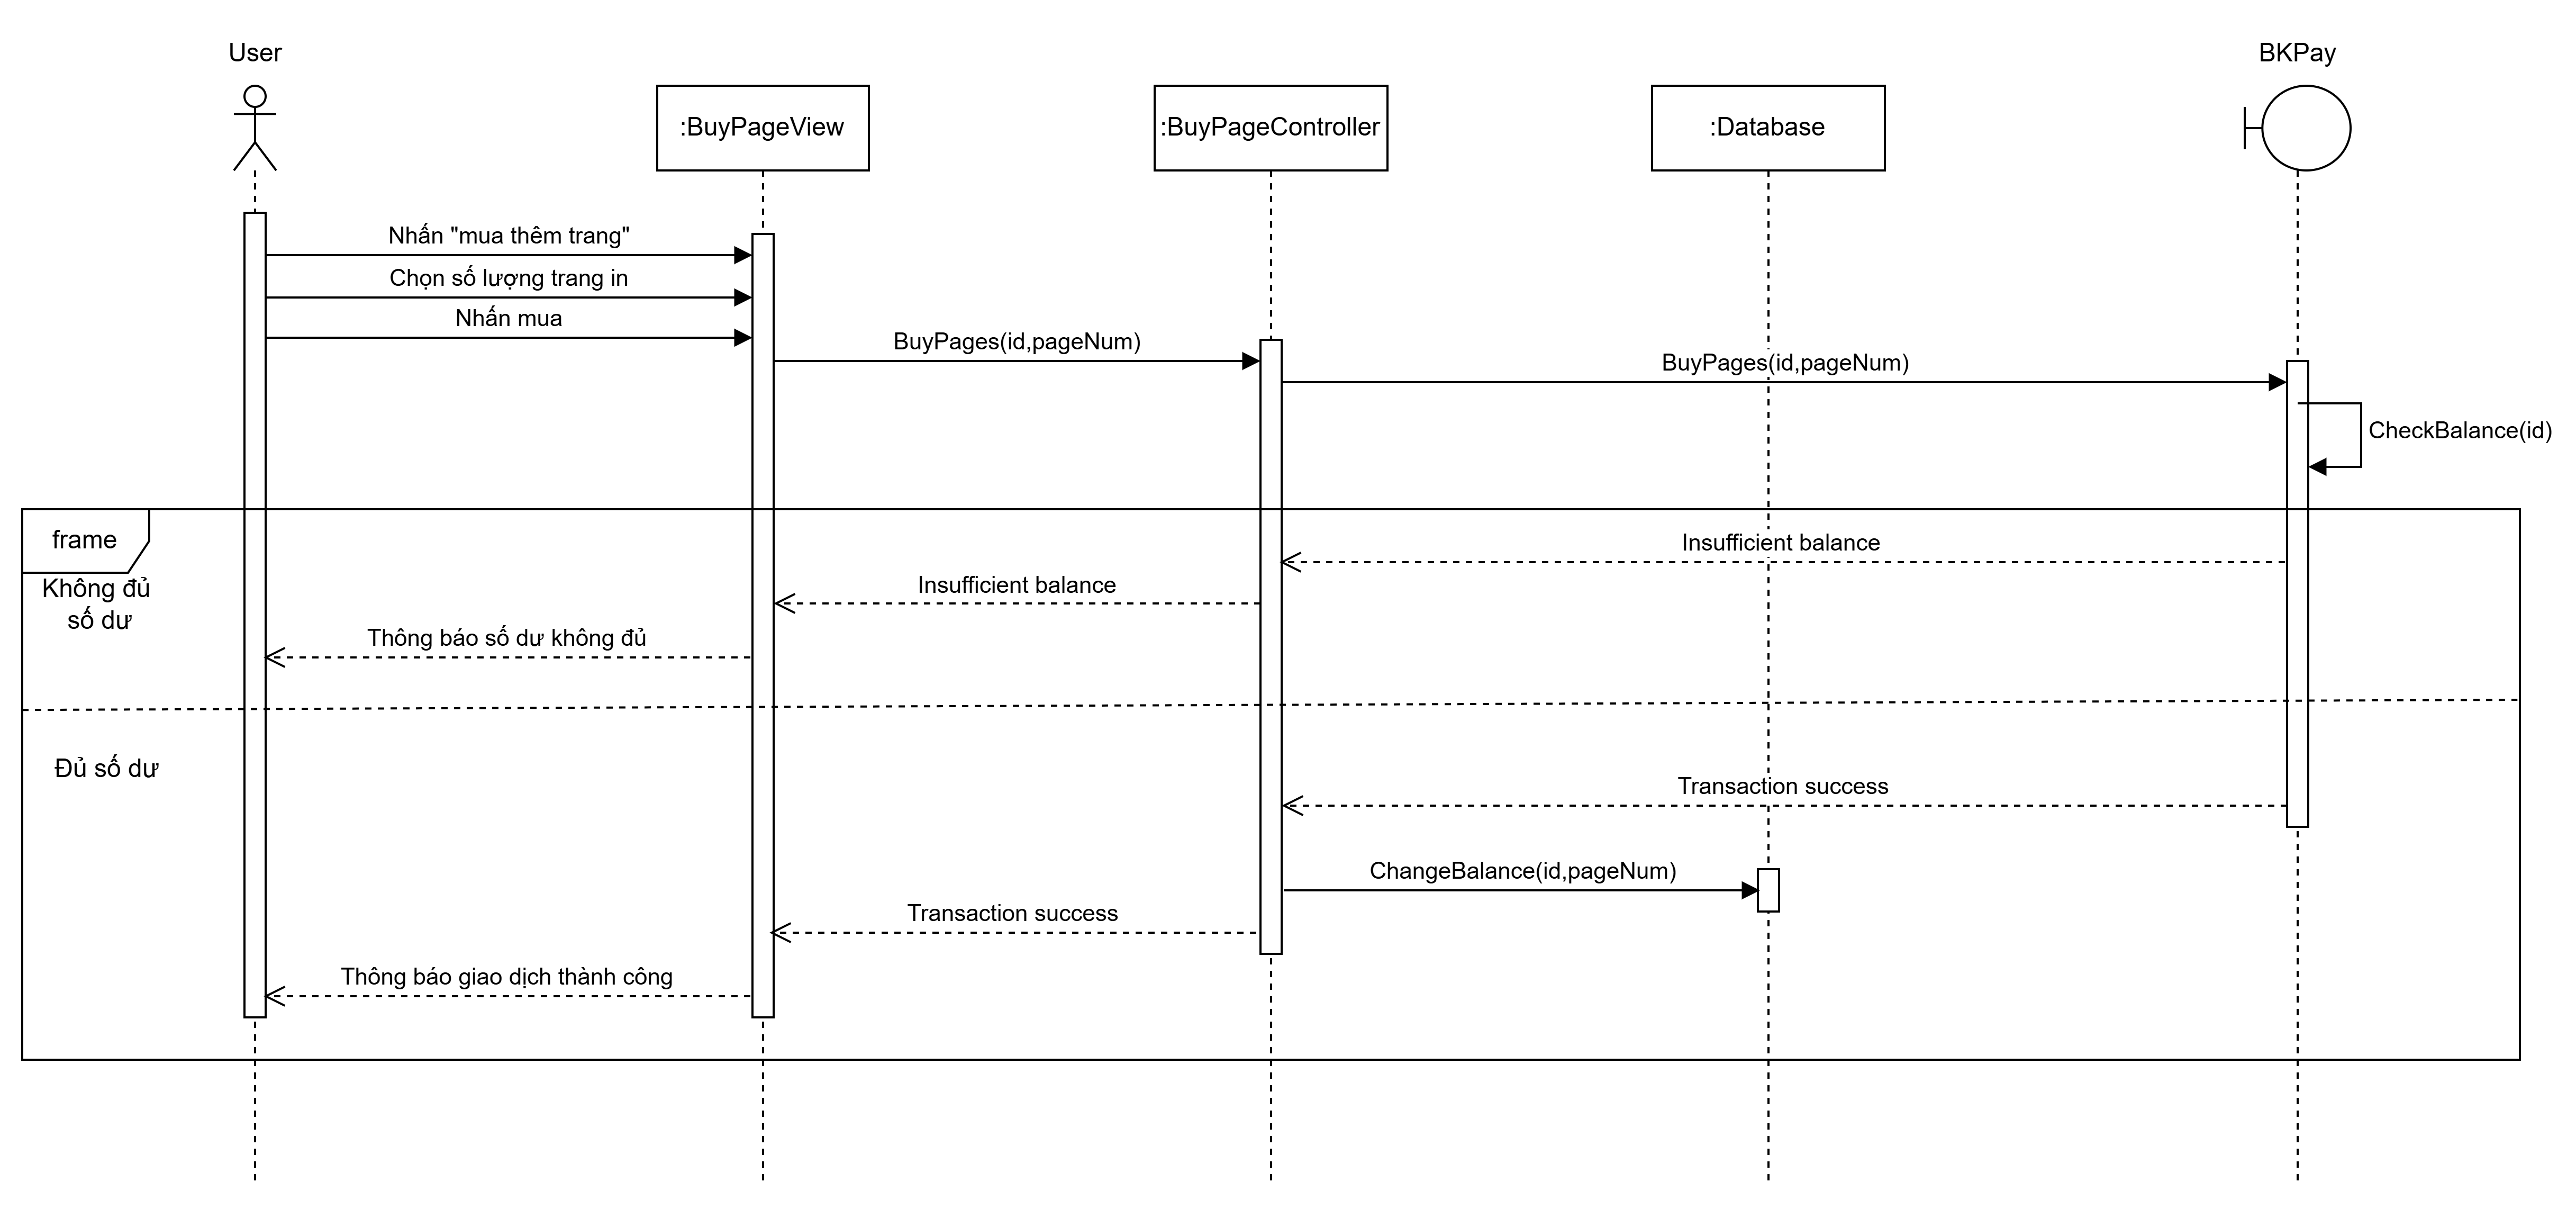 User
BKPay
:BuyPageView
:BuyPageController
:Database
Nhấn "mua thêm trang"
Chọn số lượng trang in
Nhấn mua
BuyPages(id,pageNum)
BuyPages(id,pageNum)
CheckBalance(id)
frame
Insufficient balance
Không đủ
số dư
Insufficient balance
Thông báo số dư không đủ
Đủ số dư
Transaction success
ChangeBalance(id,pageNum)
Transaction success
Thông báo giao dịch thành công